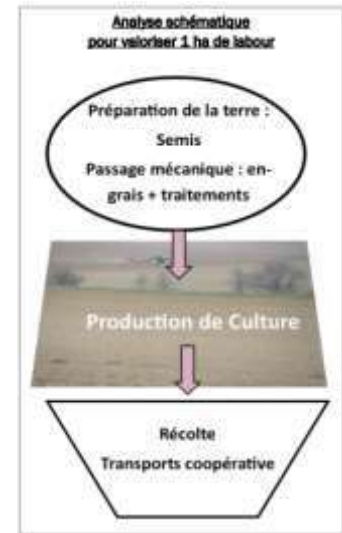 Analyse schématique
pour valoriser 1 ha de labour
Préparation de la terre :
Semis
Passage mécanique : en-
grais + traitements
Production de Culture
Récolte
Transports coopérative